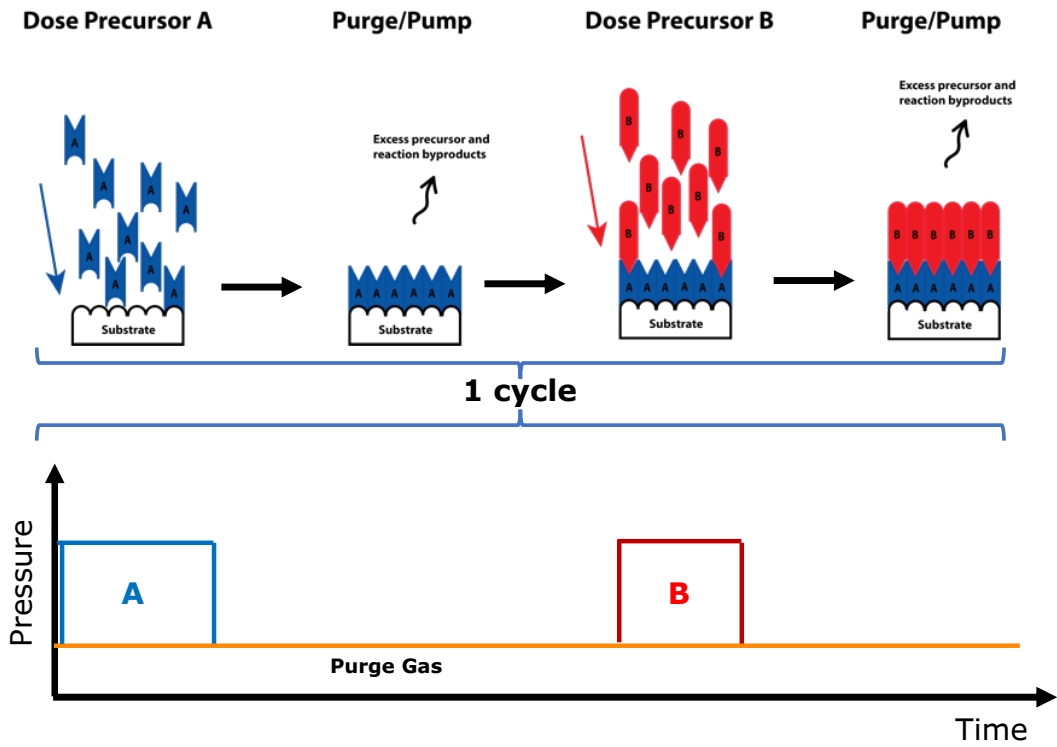 Dose Precursor A
Purge/Pump
Dose Precursor B
Purge/Pump
A
A
A
A
A
A
A
A
A
Substrate
Excess precursor and
reaction byproducts
A A A A A A
Substrate
B
B
B
B
B
B
B
B
B
A A A A A A
Substrate
Excess precursor and
reaction byproducts
B B B B B B
A A A A A A
Substrate
1 cycle
Pressure
A
B
Purge Gas
Time